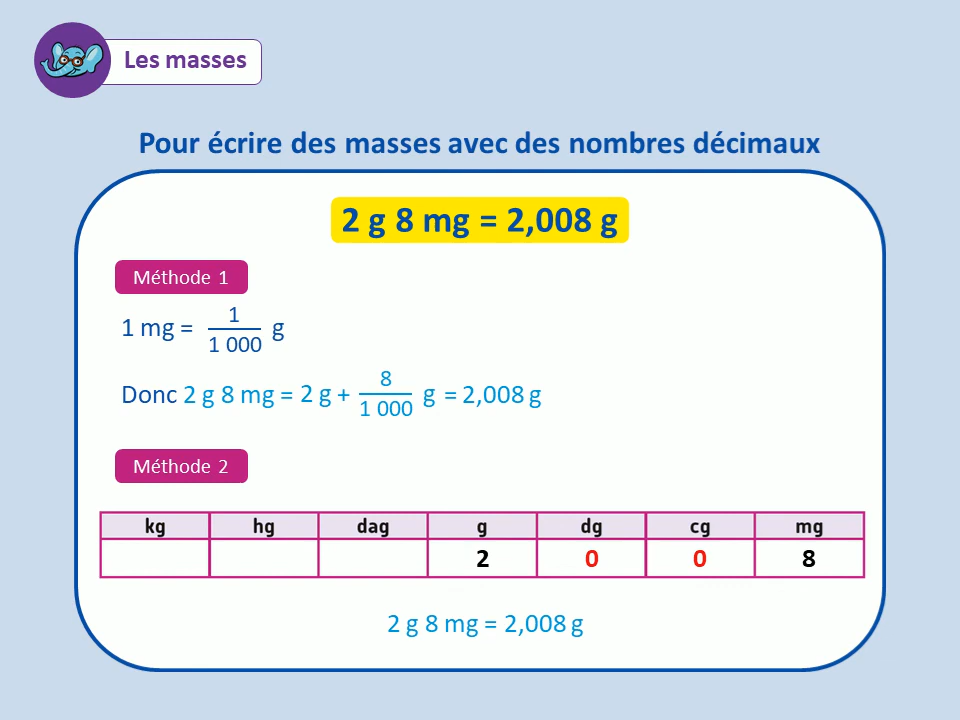 Les masses
Pour écrire des masses avec des nombres décimaux
2 g 8 mg = 2,008 g
Méthode 1
1 mg = 1/1 000 g
Donc 2 g 8 mg = 2 g + 8/1 000 g = 2,008 g
Méthode 2
kg hg dag g dg cg mg
2 0 0 8
2 g 8 mg = 2,008 g